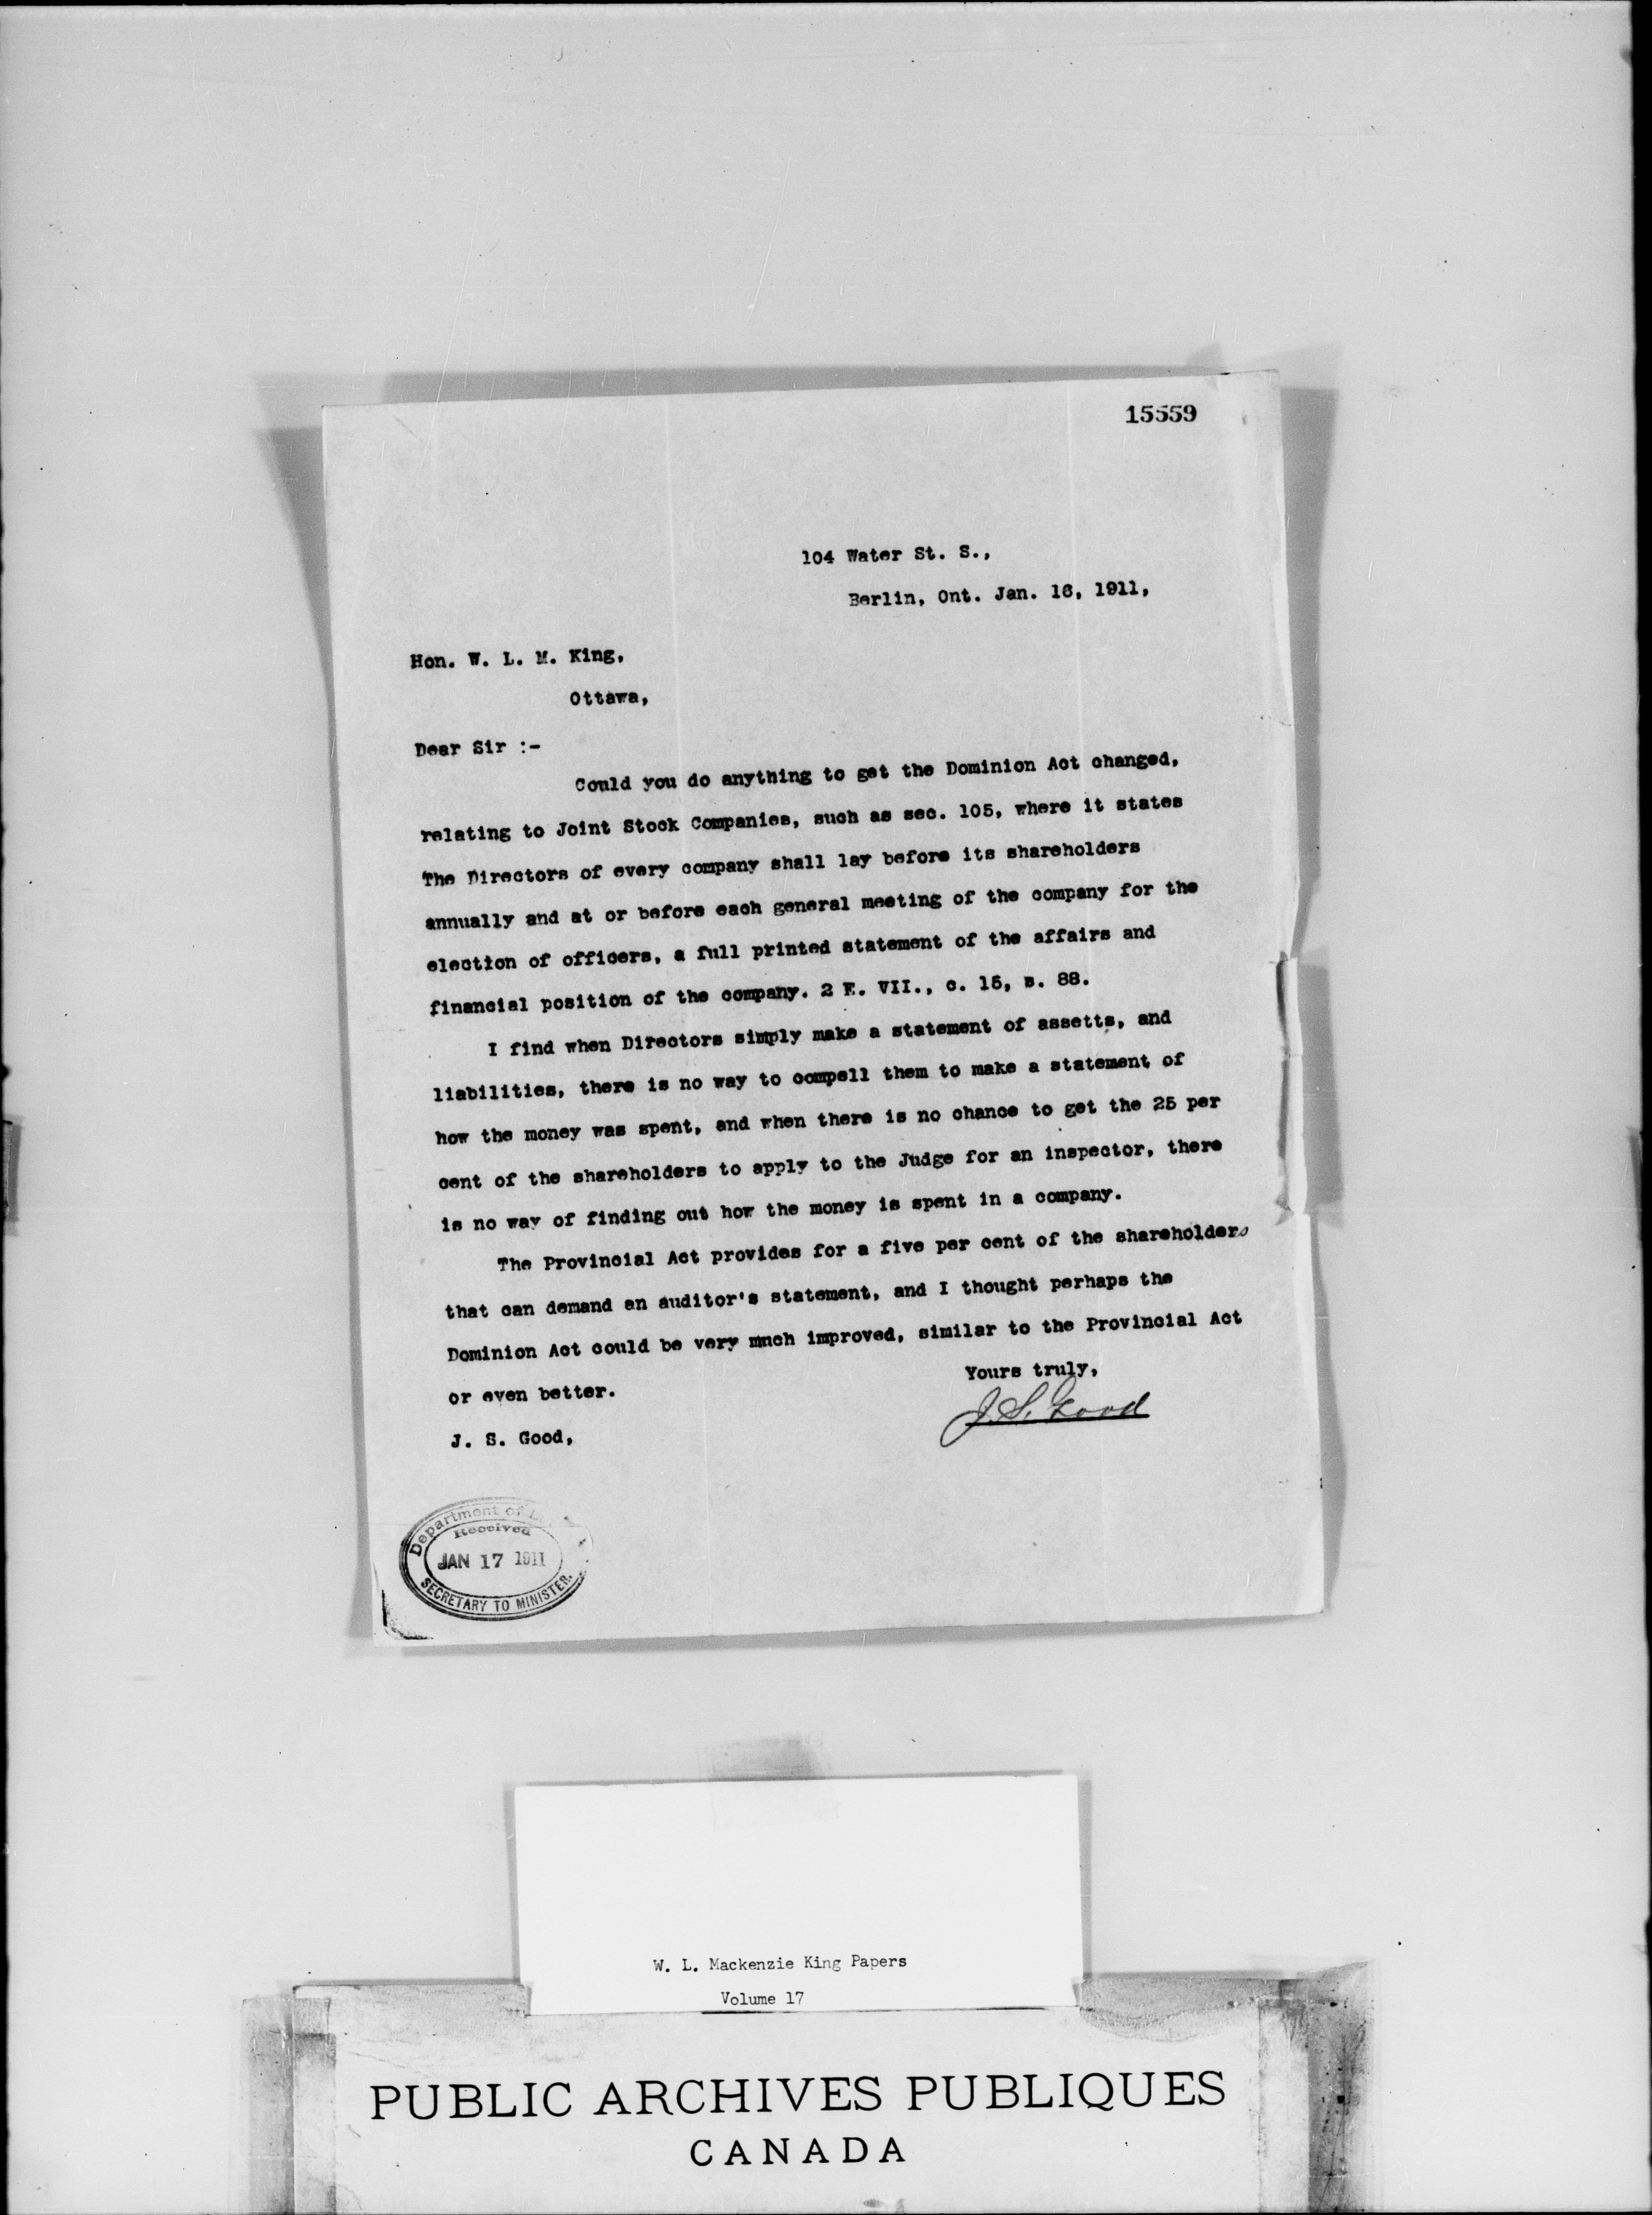 15559
104 Water St. S.,
Berlin, Ont. Jan. 16, 1911,
Hon. W. L. M. King,
Ottawa,
Dear Sir :-
Could you do anything to get the Dominion Act changed,
relating to Joint Stock Companies, such as sec. 105, where it states
The Directors of every company shall lay before its shareholders
annually and at or before each general meeting of the company for the
election of officers, a full printed statement of the affairs and
financial position of the company. 2 E. VII., c. 15, s. 88.
I find when Directors simply make a statement of assetts, and
liabilities, there is no way to compell them to make a statement of
how the money was spent, and when there is no chance to get the 25 per
cent of the shareholders to apply to the Judge for an inspector, there
is no way of finding out how the money is spent in a company.
The Provincial Act provides for a five per cent of the shareholders
that can demand an auditor's statement, and I thought perhaps the
Dominion Act could be very much improved, similar to the Provincial Act
or even better.
Yours truly,
J. S. Good
J. S. Good,
Department of
Received
JAN 17 1911
SECRETARY TO MINISTER.
W. L. Mackenzie King Papers
Volume 17
PUBLIC ARCHIVES PUBLIQUES
CANADA